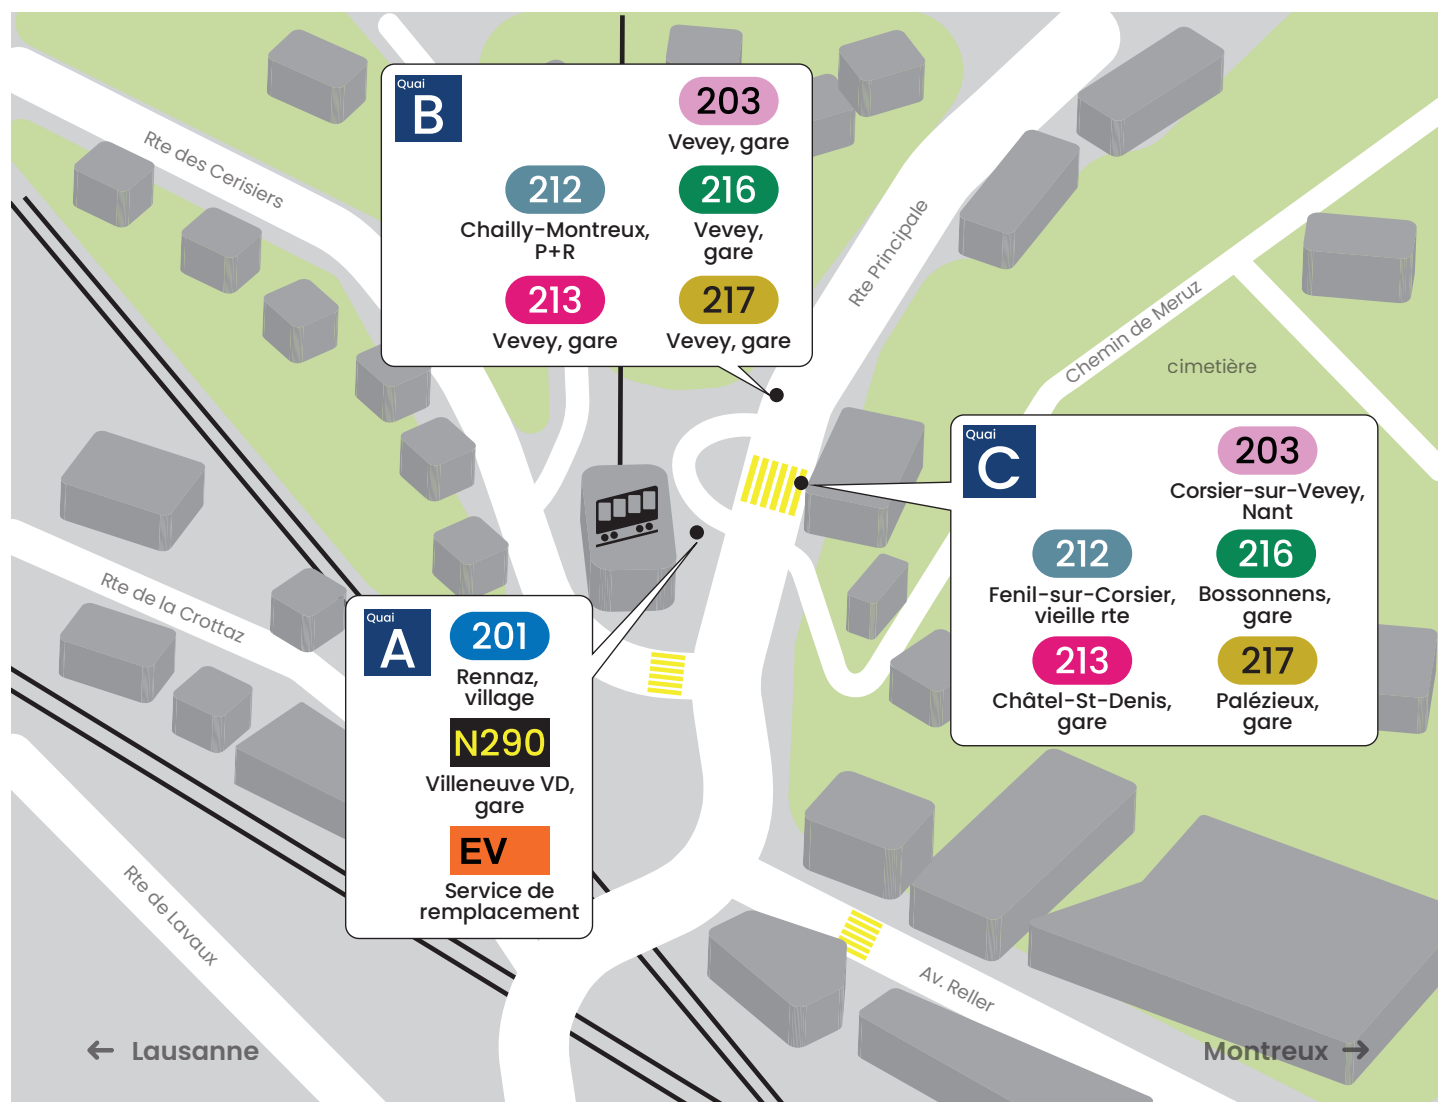 Rte des Cerisiers
Quai
B
203
Vevey, gare
212
Chailly-Montreux,
P+R
216
Vevey,
gare
213
Vevey, gare
217
Vevey, gare
Rte Principale
Chemin de Meruz
cimetière
Quai
C
203
Corsier-sur-Vevey,
Nant
212
Fenil-sur-Corsier,
vieille rte
216
Bossonnens,
gare
213
Châtel-St-Denis,
gare
217
Palézieux,
gare
Rte de la Crottaz
Quai
A
201
Rennaz,
village
N290
Villeneuve VD,
gare
EV
Service de
remplacement
Rte de Lavaux
Av. Reller
Lausanne
Montreux